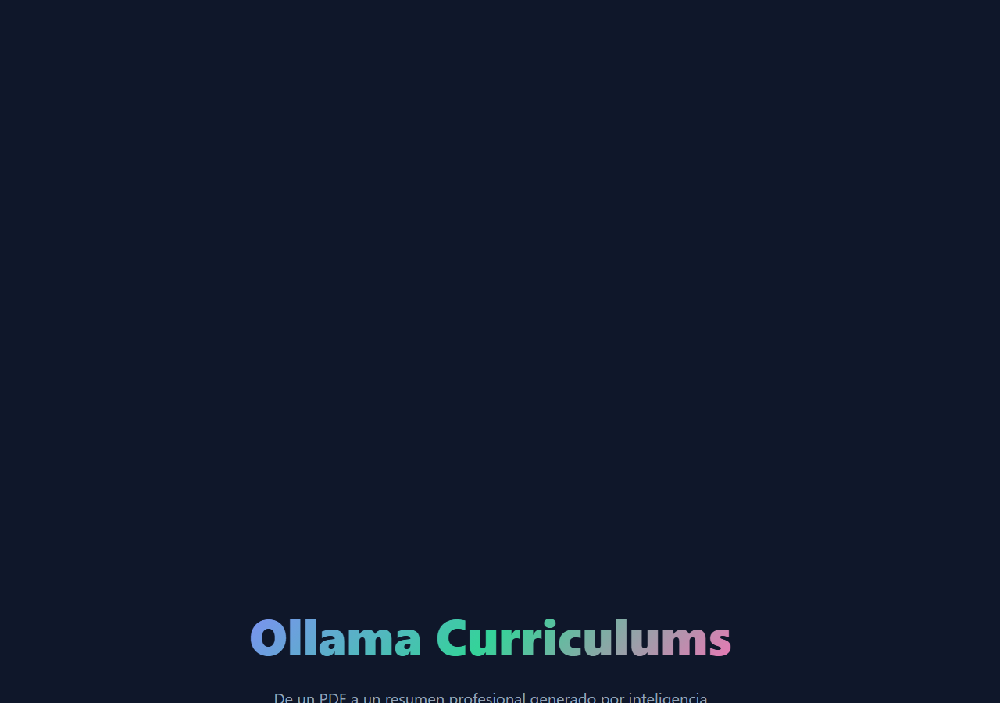 Ollama Curriculums
De un PDF a un resumen profesional generado por inteligencia